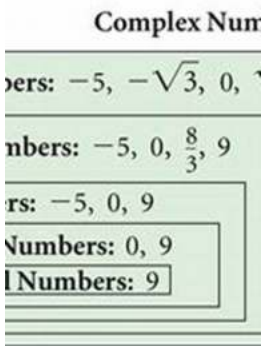 Complex Num
bers: −5, −√3, 0, √
mbers: −5, 0, 8/3, 9
rs: −5, 0, 9
Numbers: 0, 9
l Numbers: 9